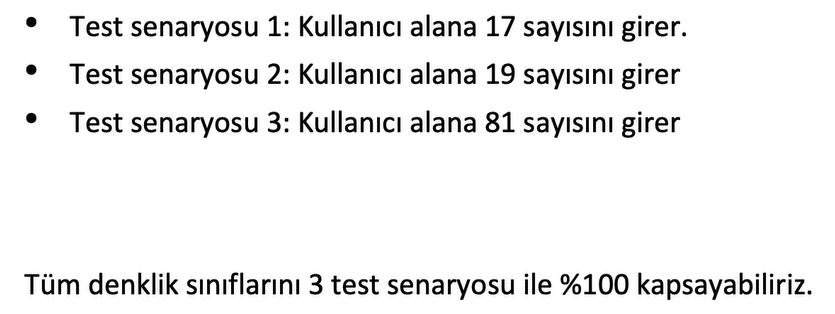 • Test senaryosu 1: Kullanıcı alana 17 sayısını girer.
• Test senaryosu 2: Kullanıcı alana 19 sayısını girer
• Test senaryosu 3: Kullanıcı alana 81 sayısını girer
Tüm denklik sınıflarını 3 test senaryosu ile %100 kapsayabiliriz.